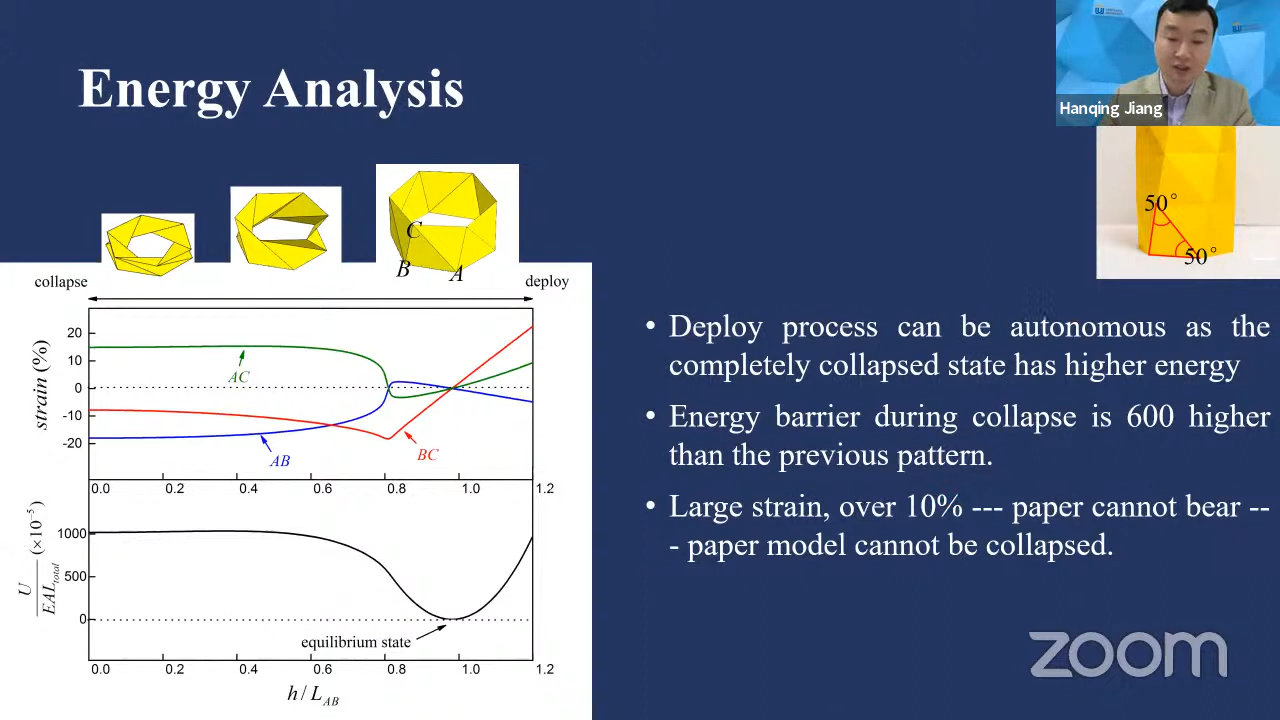 Energy Analysis
Hanqing Jiang
50°
50°
C
B
A
collapse
deploy
strain (%)
20
10
0
-10
-20
AC
AB
BC
0.0 0.2 0.4 0.6 0.8 1.0 1.2
U
EALtotal
(×10⁻⁵)
1000
500
0
equilibrium state
0.0 0.2 0.4 0.6 0.8 1.0 1.2
h / LAB
• Deploy process can be autonomous as the
completely collapsed state has higher energy
• Energy barrier during collapse is 600 higher
than the previous pattern.
• Large strain, over 10% --- paper cannot bear --
- paper model cannot be collapsed.
zoom